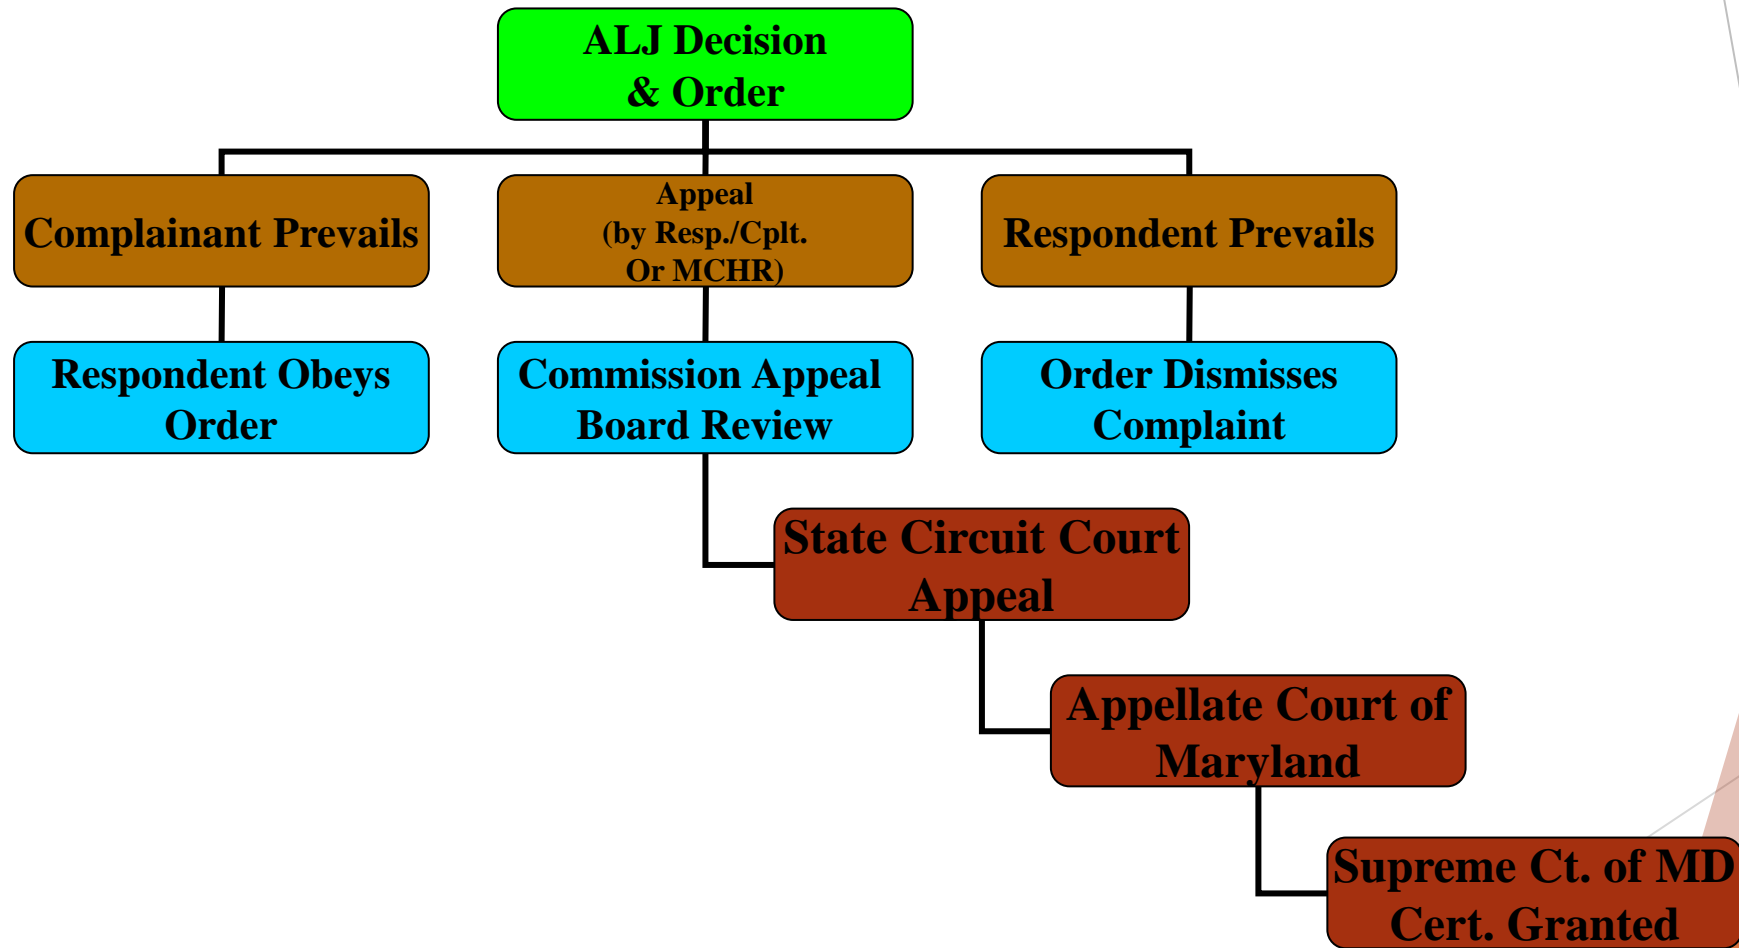 ALJ Decision
& Order
Complainant Prevails
Appeal
(by Resp./Cplt.
Or MCHR)
Respondent Prevails
Respondent Obeys
Order
Commission Appeal
Board Review
Order Dismisses
Complaint
State Circuit Court
Appeal
Appellate Court of
Maryland
Supreme Ct. of MD
Cert. Granted